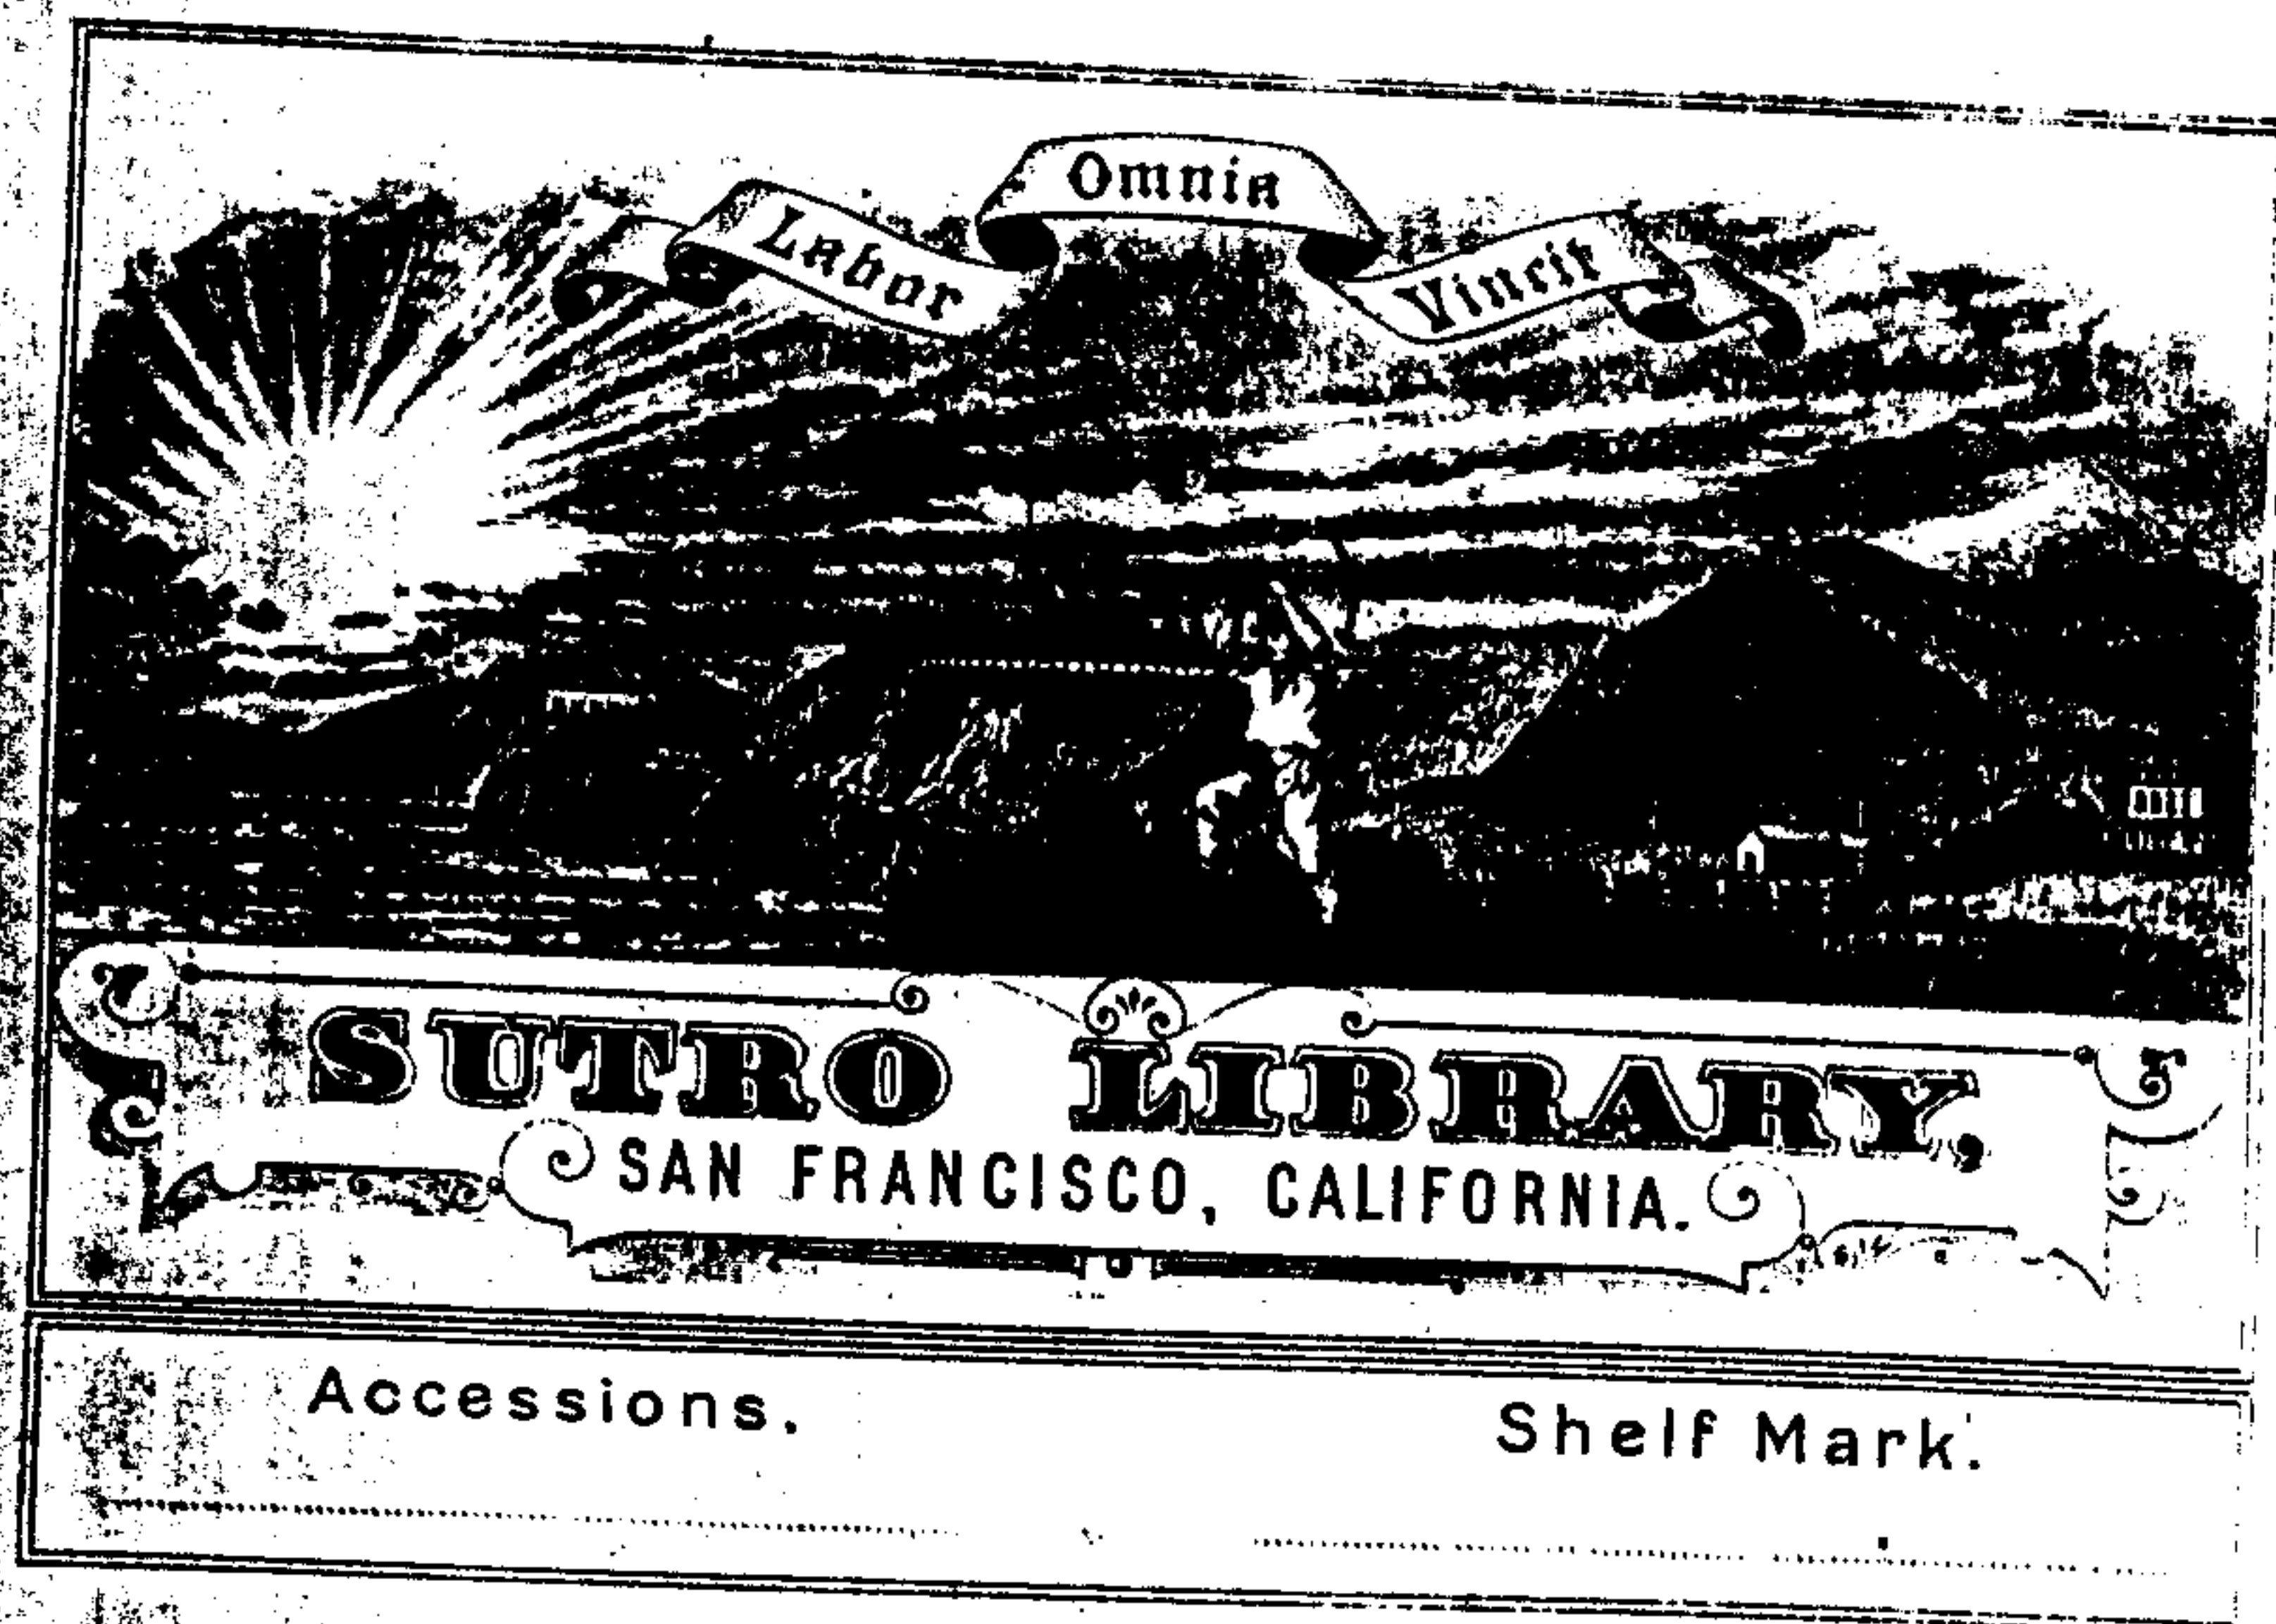 Labor Omnia Vincit
SUTRO LIBRARY,
SAN FRANCISCO, CALIFORNIA.
Accessions.
Shelf Mark.